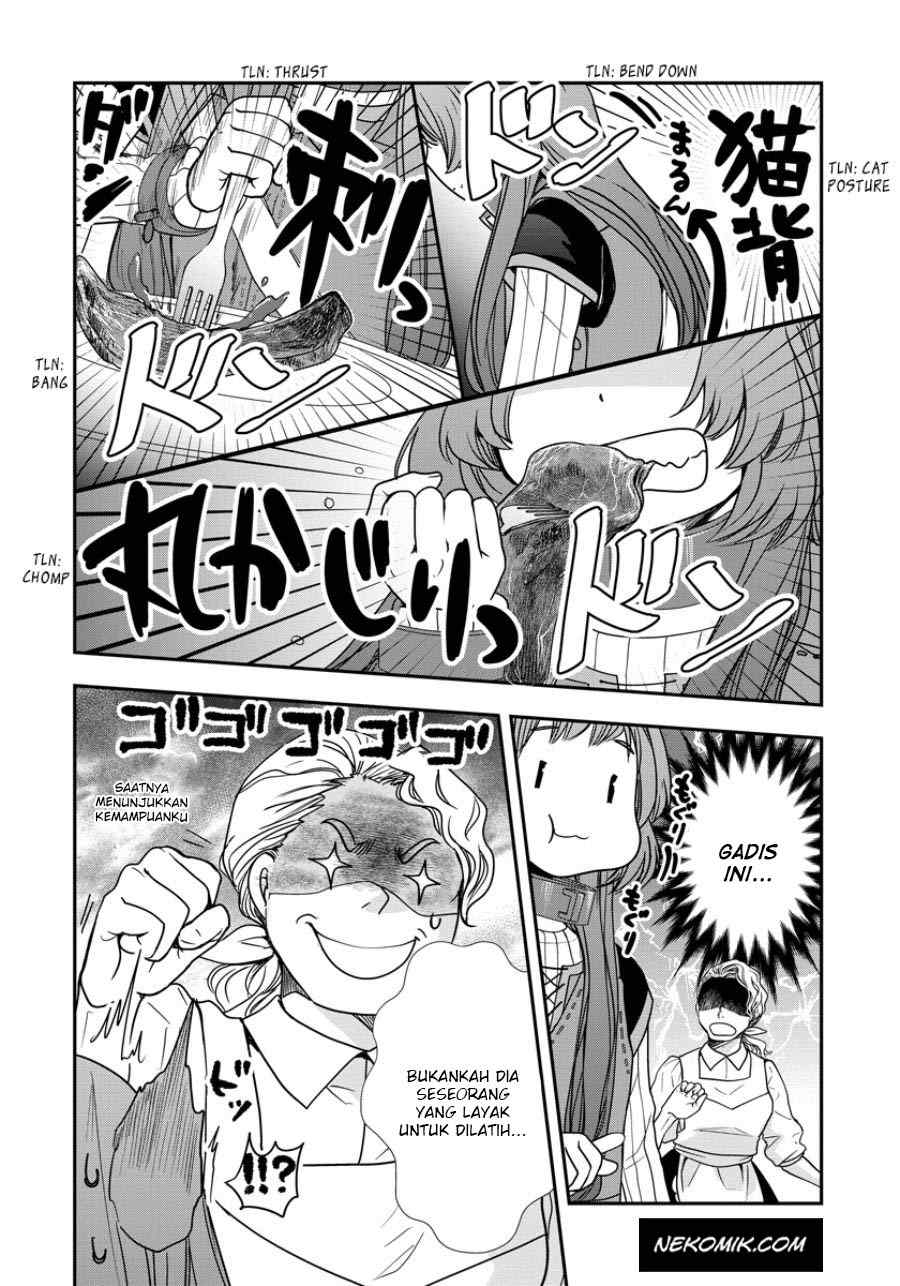 TLN: BEND DOWN
TLN: THRUST
猫背
TLN: CAT
POSTURE
まるん
ドン
刺りっ
ダン
ドン
TLN:
BANG
丸かじりっ
ドン
TLN:
CHOMP
もぐり
もぐり
GADIS
INI...
ゴゴゴゴゴ
SAATNYA
MENUNJUKKAN
KEMAMPUANKU
BUKANKAH DIA
SESEORANG
YANG LAYAK
UNTUK DILATIH...
ドッ
!!?
NEKOMIK.COM